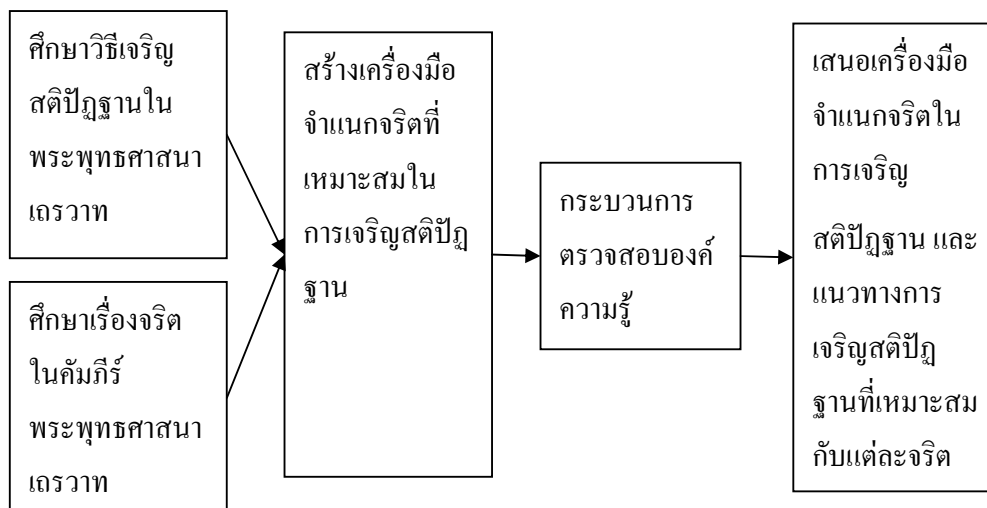 ศึกษาวิธีเจริญ
สติปัฏฐานใน
พระพุทธศาสนา
เถรวาท
ศึกษาเรื่องจริต
ในคัมภีร์
พระพุทธศาสนา
เถรวาท
สร้างเครื่องมือ
จำแนกจริตที่
เหมาะสมใน
การเจริญสติปัฏ
ฐาน
กระบวนการ
ตรวจสอบองค์
ความรู้
เสนอเครื่องมือ
จำแนกจริตใน
การเจริญ
สติปัฏฐาน และ
แนวทางการ
เจริญสติปัฏ
ฐานที่เหมาะสม
กับแต่ละจริต